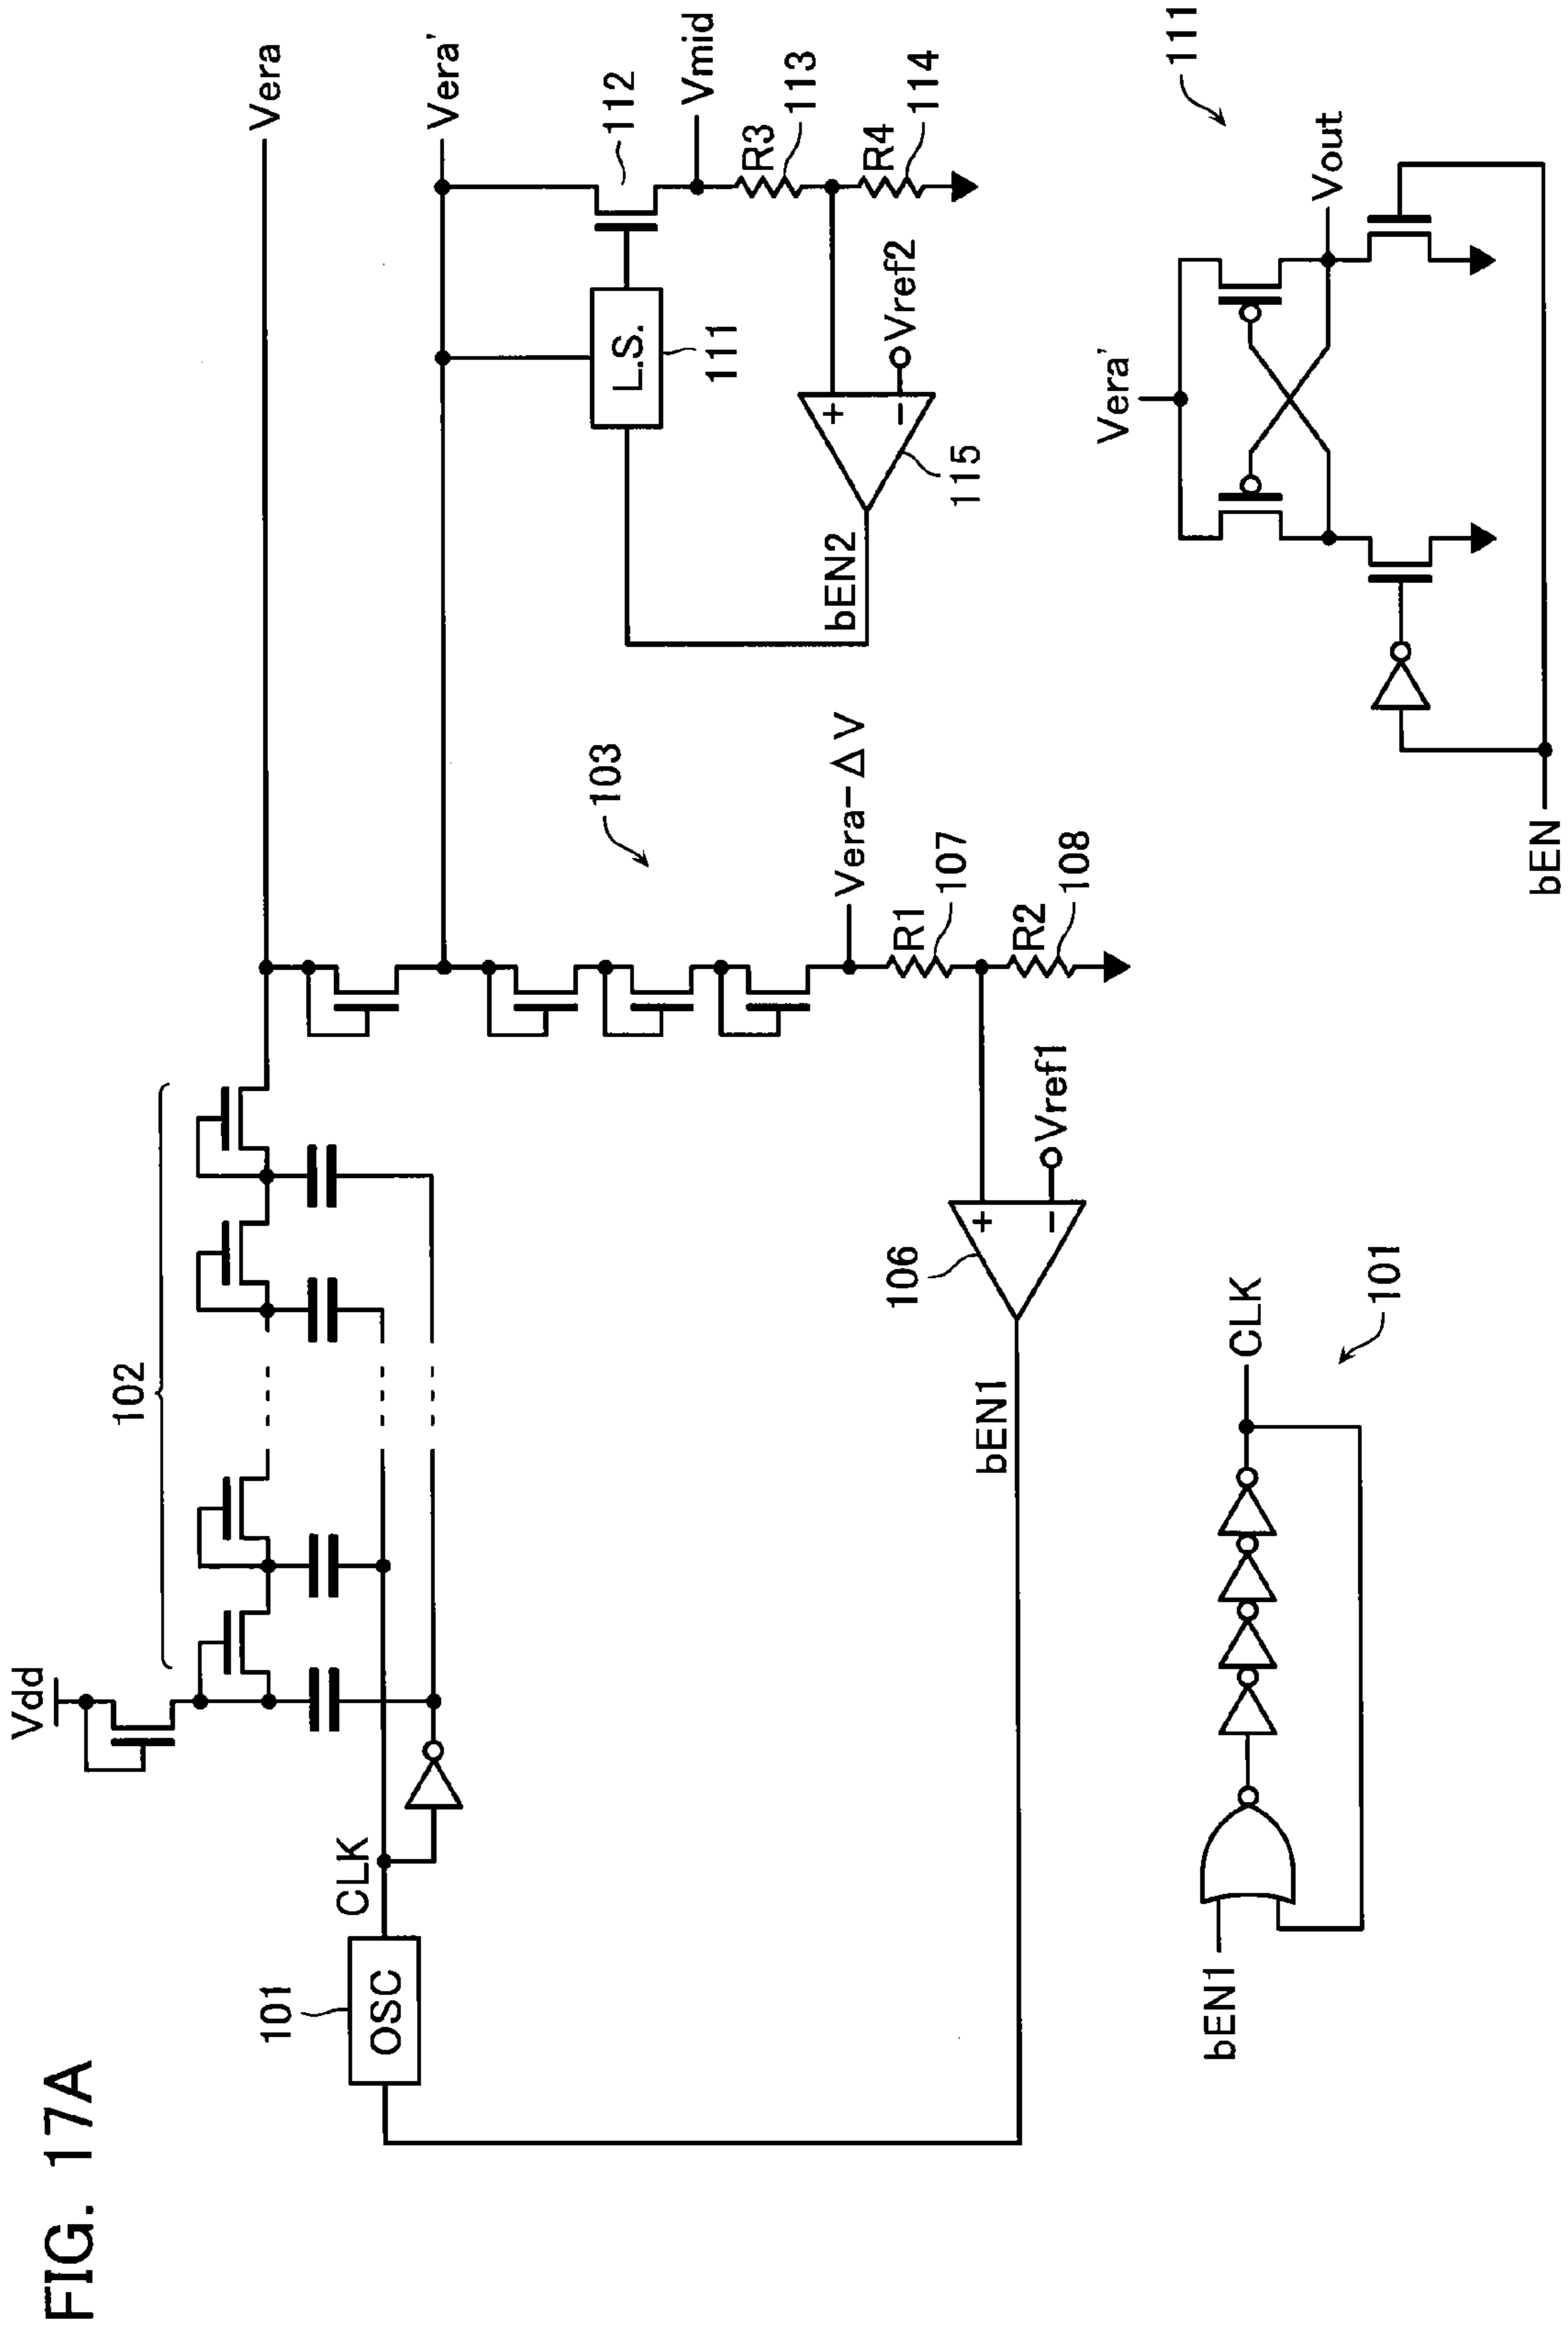 FIG. 17A
Vdd
102
Vera
Vera'
101
OSC
CLK
103
L.S.
111
112
Vmid
R3
113
R4
114
Vera-ΔV
R1
107
R2
108
bEN2
+
-
Vref2
115
106
+
-
Vref1
bEN1
bEN1
CLK
101
111
Vera'
Vout
bEN